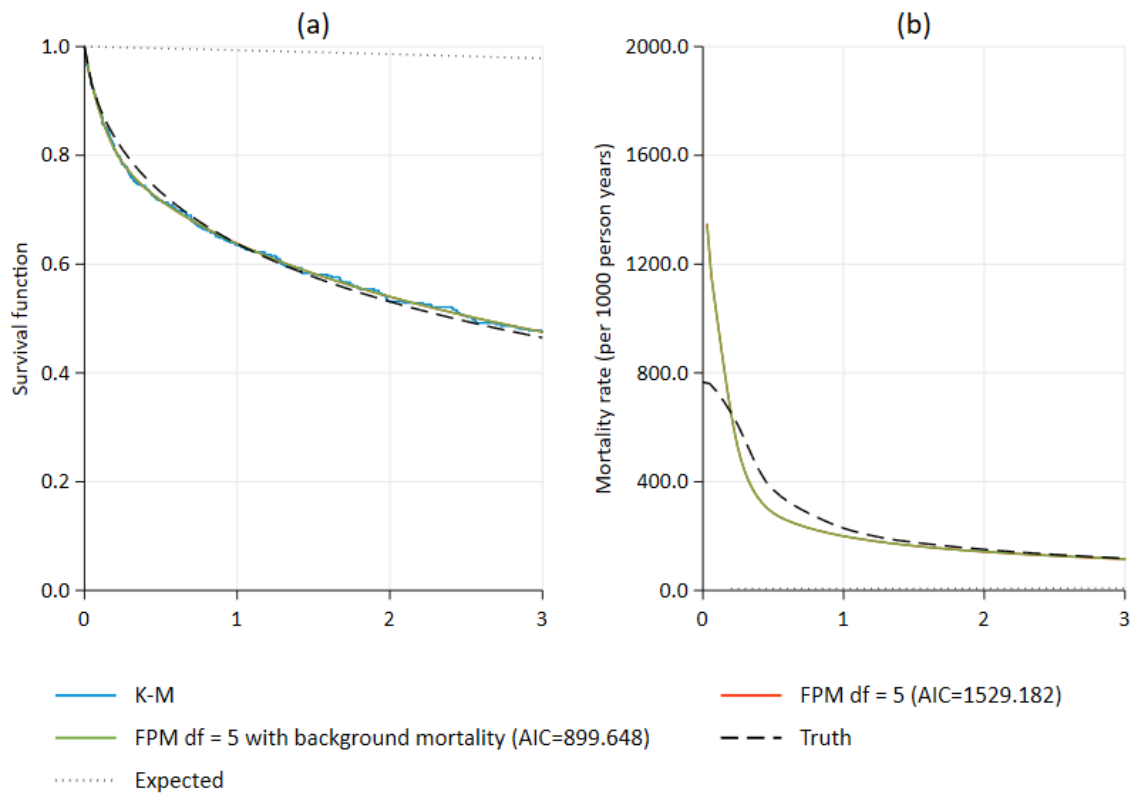 (a)
(b)
Survival function
1.0
0.8
0.6
0.4
0.2
0.0
0 1 2 3
Mortality rate (per 1000 person years)
2000.0
1600.0
1200.0
800.0
400.0
0.0
0 1 2 3
K-M
FPM df = 5 (AIC=1529.182)
FPM df = 5 with background mortality (AIC=899.648)
Truth
Expected